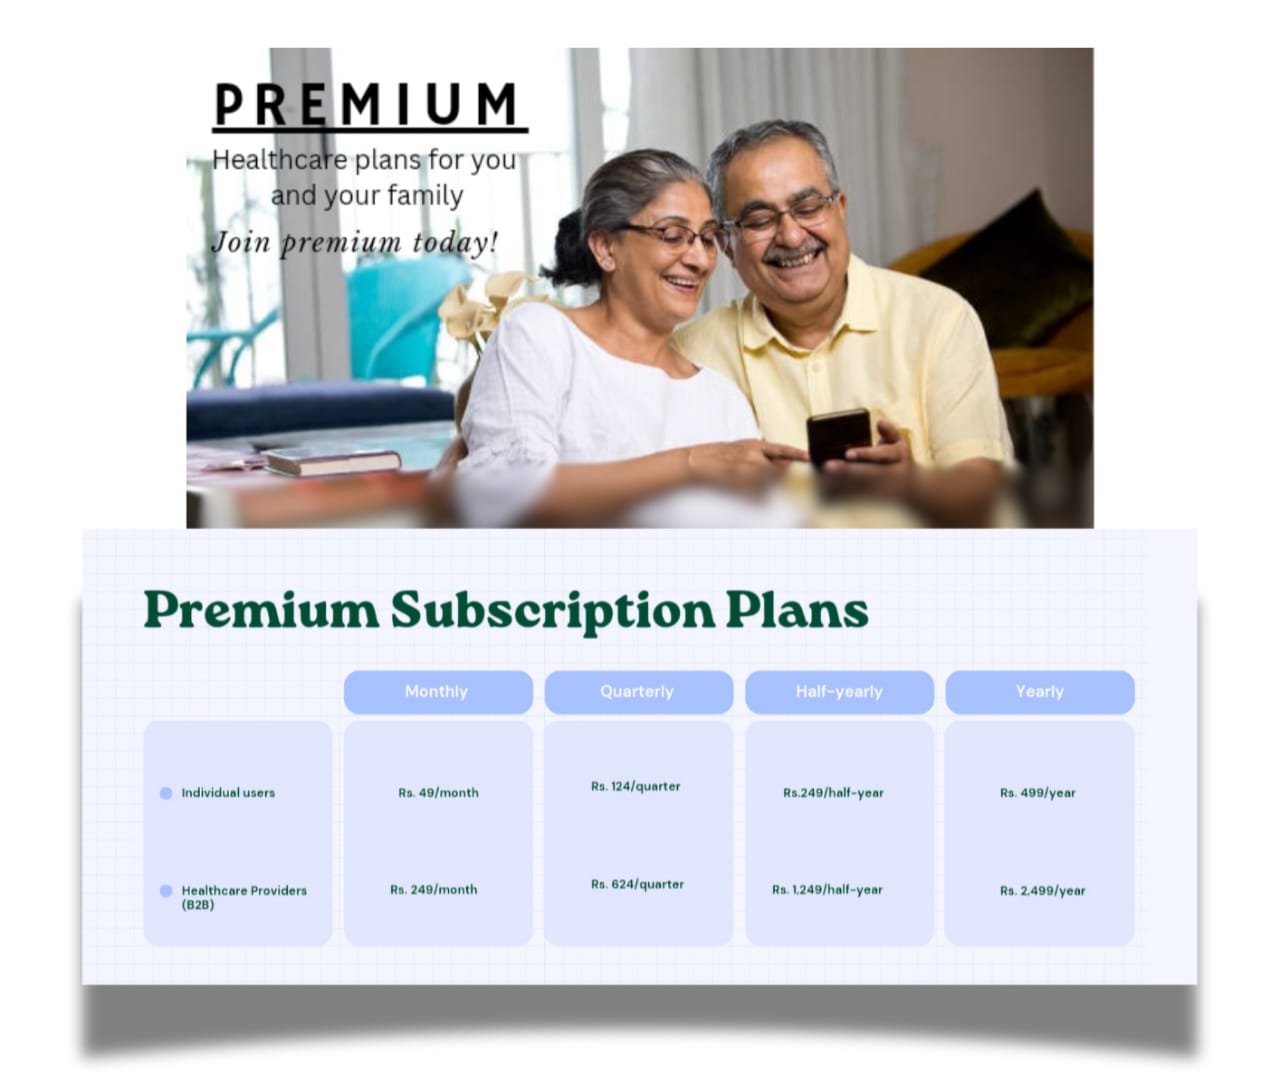 PREMIUM
Healthcare plans for you
and your family
Join premium today!
Premium Subscription Plans
Monthly Quarterly Half-yearly Yearly
Individual users Rs. 49/month Rs. 124/quarter Rs.249/half-year Rs. 499/year
Healthcare Providers Rs. 249/month Rs. 624/quarter Rs. 1,249/half-year Rs. 2,499/year
(B2B)